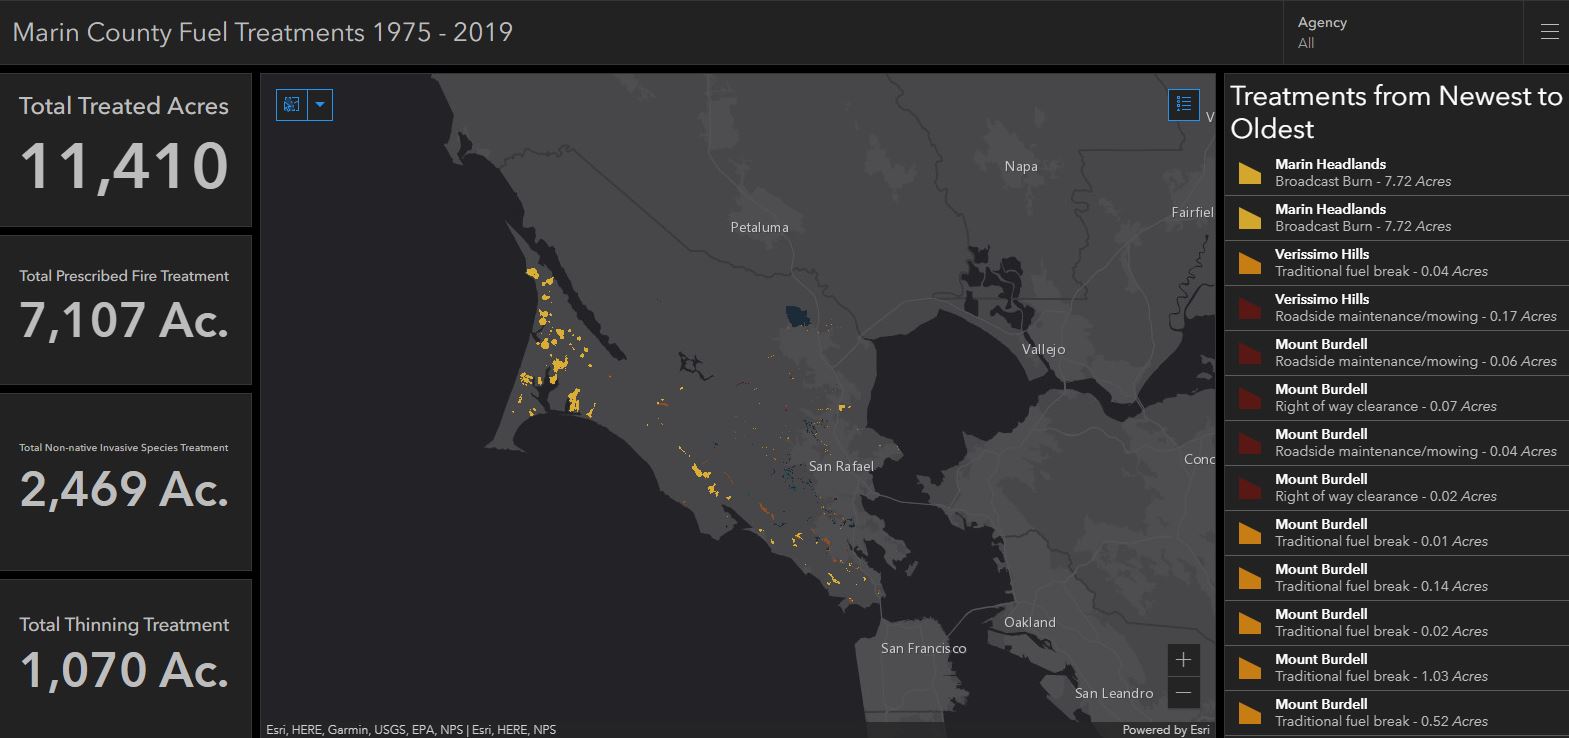 Marin County Fuel Treatments 1975 - 2019
Agency
All
Total Treated Acres
11,410
Total Prescribed Fire Treatment
7,107 Ac.
Total Non-native Invasive Species Treatment
2,469 Ac.
Total Thinning Treatment
1,070 Ac.
V
Napa
Fairfiel
Petaluma
Vallejo
San Rafael
Conc
Oakland
San Francisco
San Leandro
Esri, HERE, Garmin, USGS, EPA, NPS | Esri, HERE, NPS
Powered by Esri
Treatments from Newest to
Oldest
Marin Headlands
Broadcast Burn - 7.72 Acres
Marin Headlands
Broadcast Burn - 7.72 Acres
Verissimo Hills
Traditional fuel break - 0.04 Acres
Verissimo Hills
Roadside maintenance/mowing - 0.17 Acres
Mount Burdell
Roadside maintenance/mowing - 0.06 Acres
Mount Burdell
Right of way clearance - 0.07 Acres
Mount Burdell
Roadside maintenance/mowing - 0.04 Acres
Mount Burdell
Right of way clearance - 0.02 Acres
Mount Burdell
Traditional fuel break - 0.01 Acres
Mount Burdell
Traditional fuel break - 0.14 Acres
Mount Burdell
Traditional fuel break - 0.02 Acres
Mount Burdell
Traditional fuel break - 1.03 Acres
Mount Burdell
Traditional fuel break - 0.52 Acres